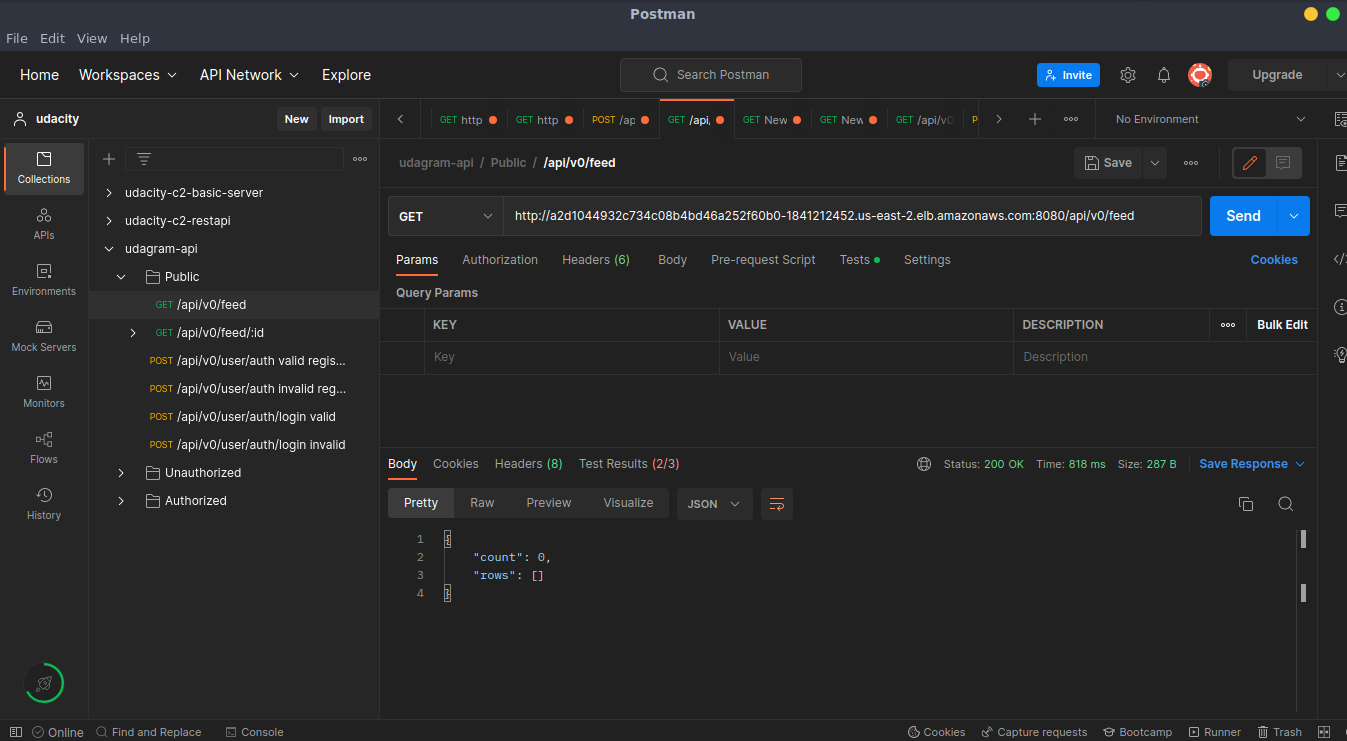 Postman
File Edit View Help
Home Workspaces API Network Explore Search Postman Invite Upgrade
udacity New Import GET http GET http POST /ap GET /api, GET New GET New GET /api/v0 P No Environment
udagram-api / Public / /api/v0/feed Save
Collections
APIs
Environments
Mock Servers
Monitors
Flows
History
udacity-c2-basic-server
udacity-c2-restapi
udagram-api
Public
GET /api/v0/feed
GET /api/v0/feed/:id
POST /api/v0/user/auth valid regis...
POST /api/v0/user/auth invalid reg...
POST /api/v0/user/auth/login valid
POST /api/v0/user/auth/login invalid
Unauthorized
Authorized
GET http://a2d1044932c734c08b4bd46a252f60b0-1841212452.us-east-2.elb.amazonaws.com:8080/api/v0/feed Send
Params Authorization Headers (6) Body Pre-request Script Tests Settings Cookies
Query Params
KEY VALUE DESCRIPTION Bulk Edit
Key Value Description
Body Cookies Headers (8) Test Results (2/3) Status: 200 OK Time: 818 ms Size: 287 B Save Response
Pretty Raw Preview Visualize JSON
1 {
2 "count": 0,
3 "rows": []
4 }
Online Find and Replace Console Cookies Capture requests Bootcamp Runner Trash